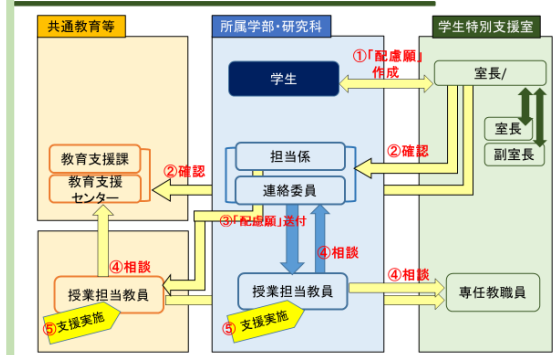 共通教育等
所属学部・研究科
学生特別支援室
学生
①「配慮願」
作成
室長/
室長
副室長
教育支援課
教育支援
センター
②確認
担当係
連絡委員
②確認
③「配慮願」送付
④相談
④相談
④相談
授業担当教員
授業担当教員
専任教職員
⑤支援実施
⑤支援実施